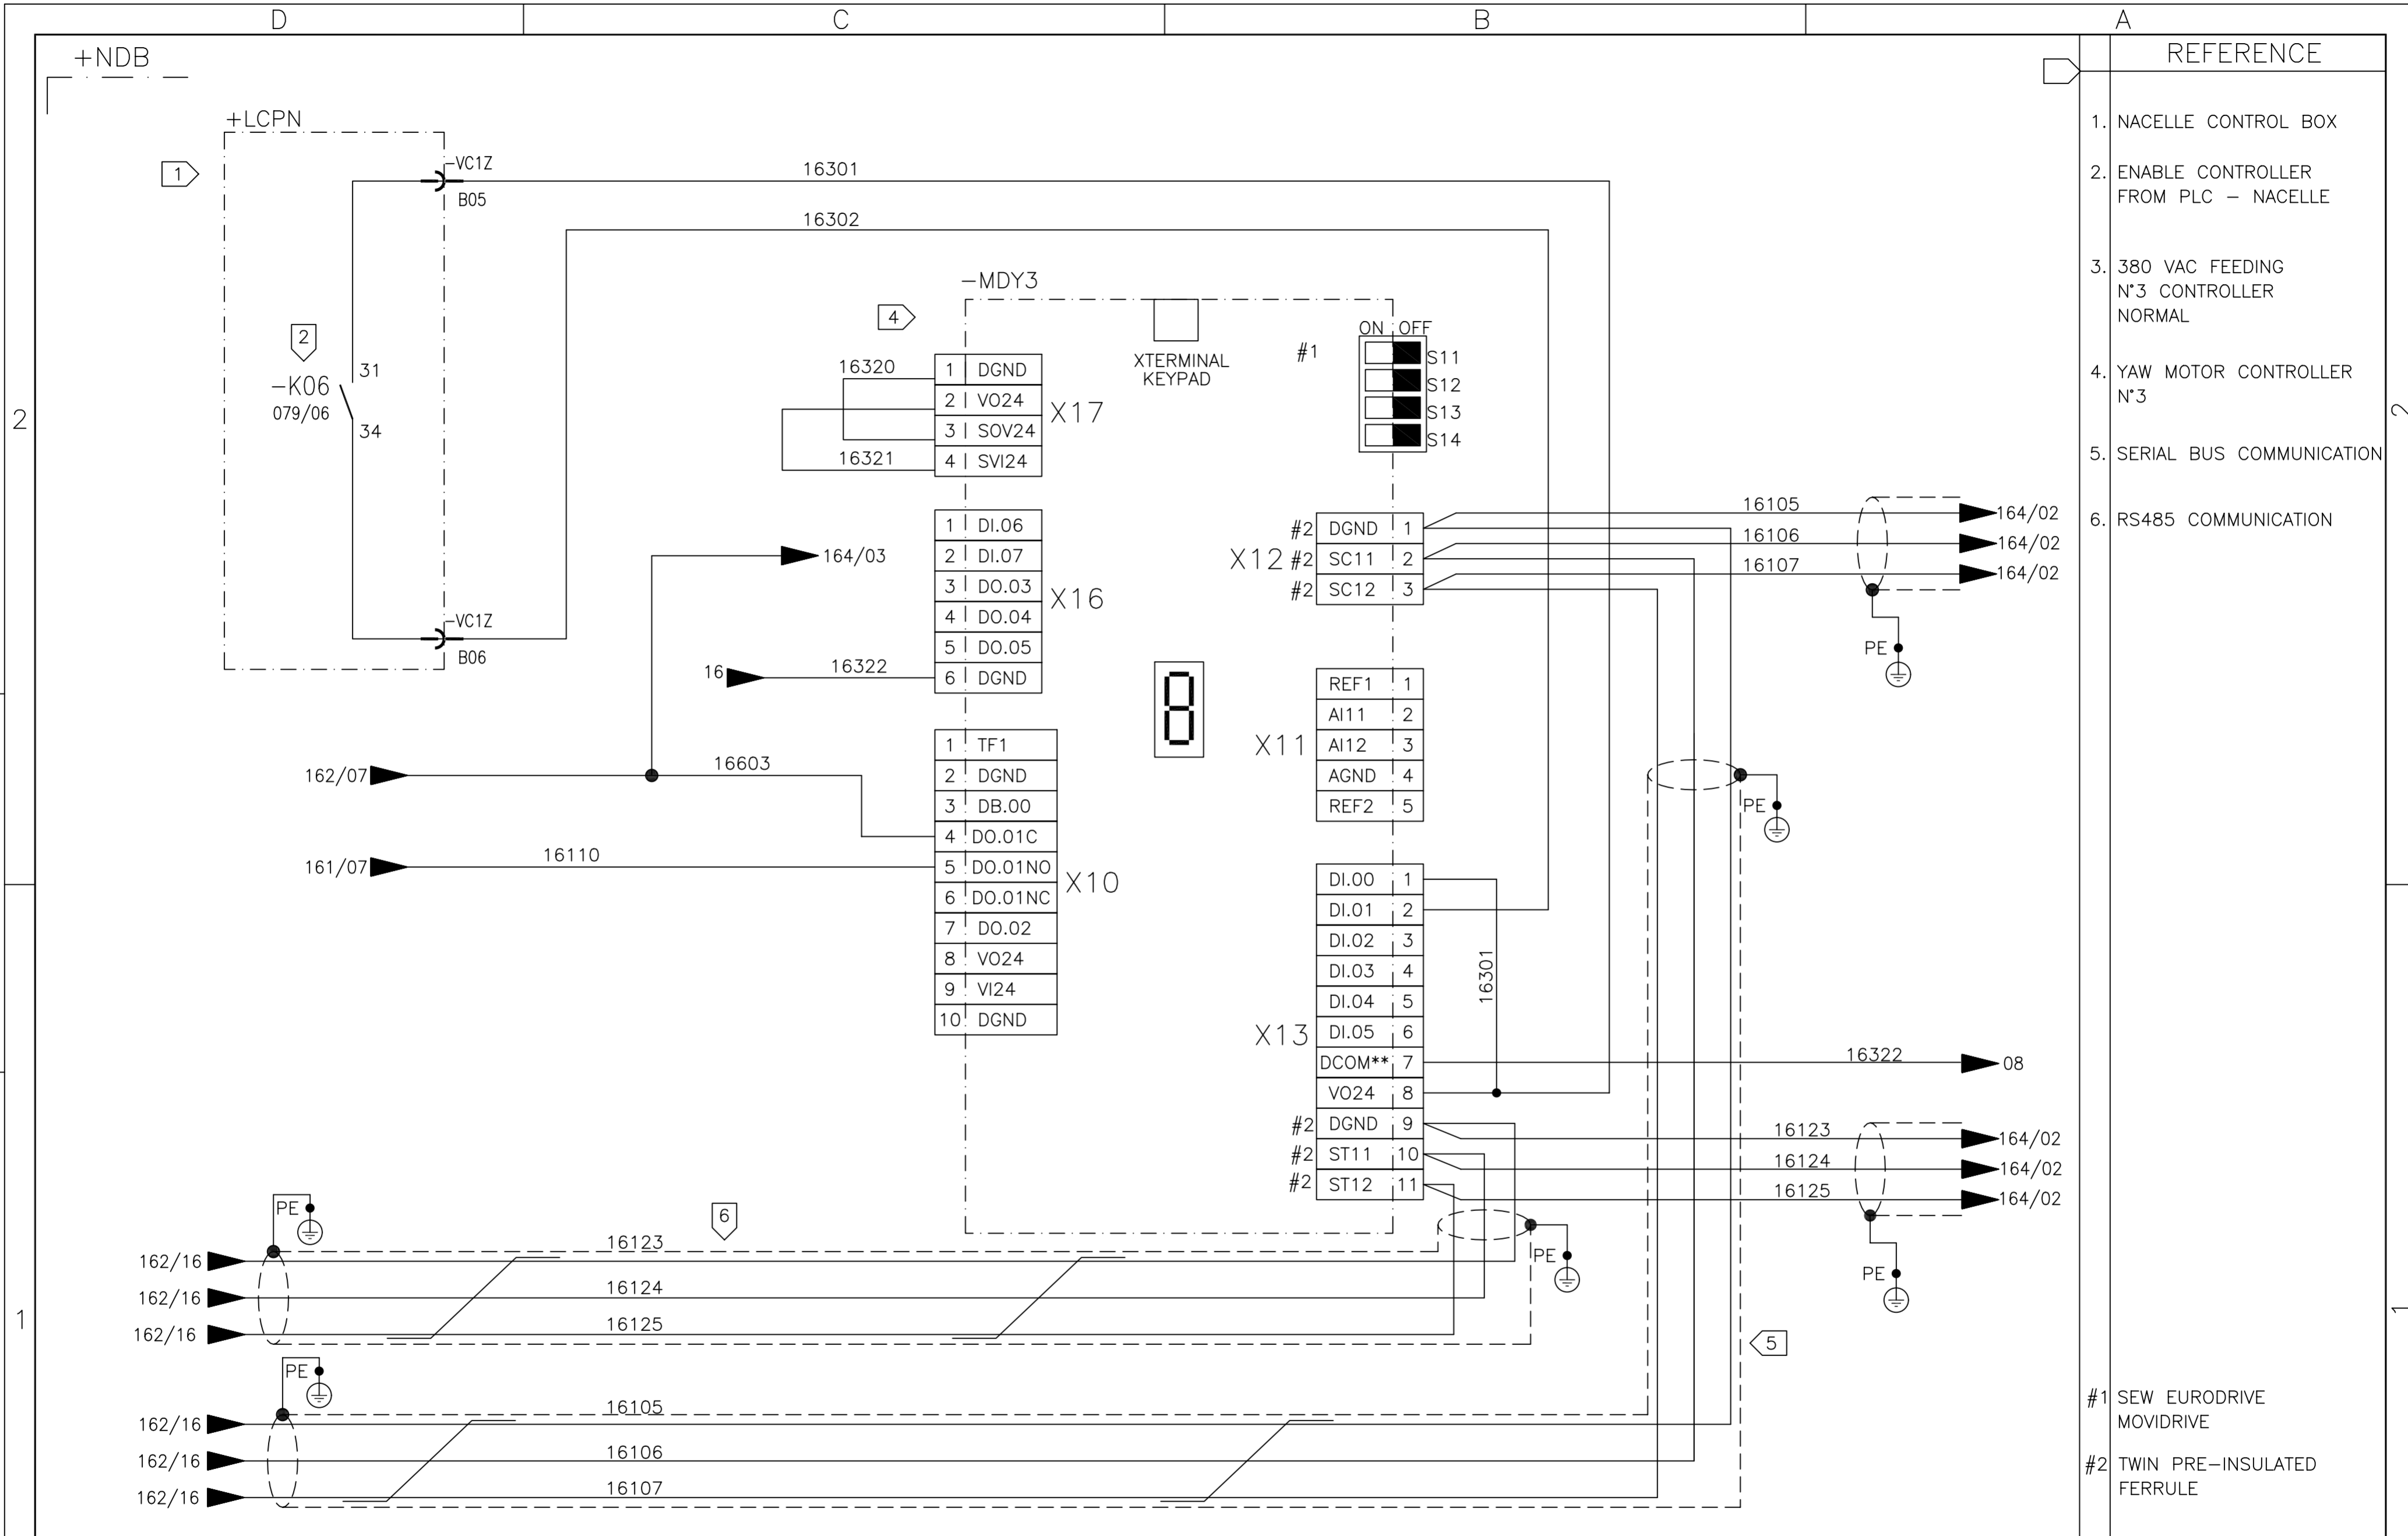 D C B A
+NDB
REFERENCE
+LCPN
1
-VC1Z
B05
16301
16302
1. NACELLE CONTROL BOX
2. ENABLE CONTROLLER
FROM PLC - NACELLE
3. 380 VAC FEEDING
N°3 CONTROLLER
NORMAL
4. YAW MOTOR CONTROLLER
N°3
5. SERIAL BUS COMMUNICATION
6. RS485 COMMUNICATION
2
-K06
079/06
31
34
-VC1Z
B06
-MDY3
4
XTERMINAL
KEYPAD
#1
ON OFF
S11
S12
S13
S14
16320
16321
1 DGND
2 VO24
3 SOV24
4 SVI24
X17
1 DI.06
2 DI.07
3 DO.03
4 DO.04
5 DO.05
6 DGND
X16
164/03
16 16322
1 TF1
2 DGND
3 DB.00
4 DO.01C
5 DO.01NO
6 DO.01NC
7 DO.02
8 VO24
9 VI24
10 DGND
X10
162/07 16603
161/07 16110
X12
#2 DGND 1
#2 SC11 2
#2 SC12 3
16105 164/02
16106 164/02
16107 164/02
PE
X11
REF1 1
AI11 2
AI12 3
AGND 4
REF2 5
PE
X13
DI.00 1
DI.01 2
DI.02 3
DI.03 4
DI.04 5
DI.05 6
DCOM** 7
VO24 8
#2 DGND 9
#2 ST11 10
#2 ST12 11
16301
16322 08
16123 164/02
16124 164/02
16125 164/02
PE
PE
6
PE
162/16 16123
162/16 16124
162/16 16125
5
PE
162/16 16105
162/16 16106
162/16 16107
#1 SEW EURODRIVE
MOVIDRIVE
#2 TWIN PRE-INSULATED
FERRULE
2
2
1
1